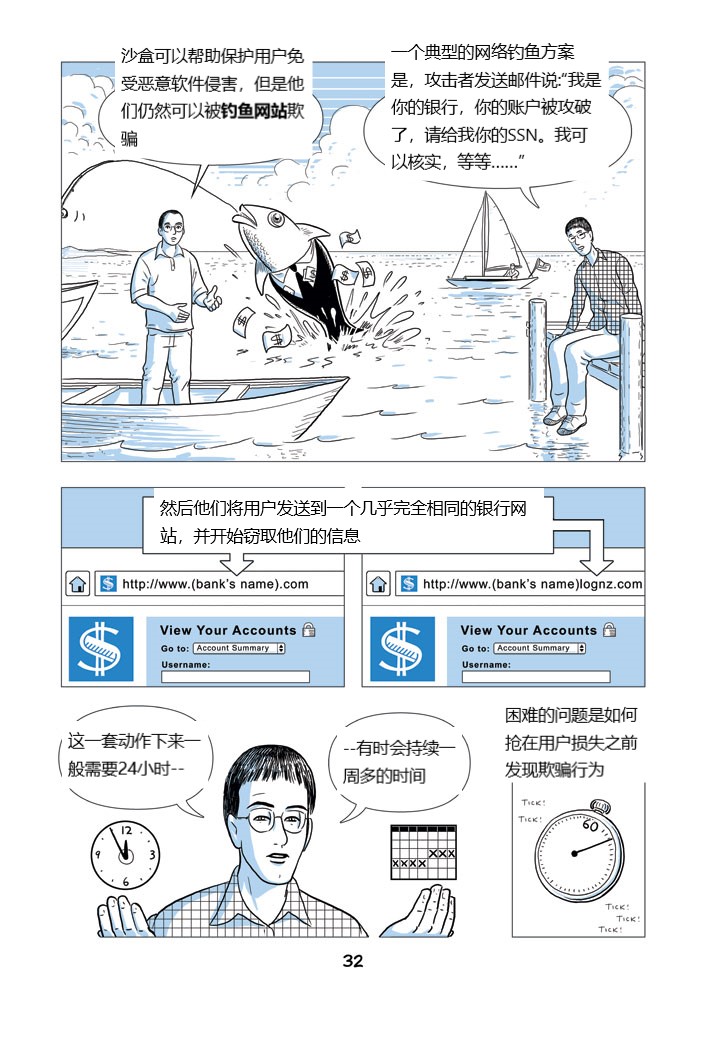 沙盒可以帮助保护用户免
受恶意软件侵害，但是他
们仍然可以被钓鱼网站欺
骗
一个典型的网络钓鱼方案
是，攻击者发送邮件说:“我是
你的银行，你的账户被攻破
了，请给我你的SSN。我可
以核实，等等……”
然后他们将用户发送到一个几乎完全相同的银行网
站，并开始窃取他们的信息
http://www.(bank's name).com
View Your Accounts
Go to: Account Summary
Username:
http://www.(bank's name)lognz.com
View Your Accounts
Go to: Account Summary
Username:
这一套动作下来一
般需要24小时--
--有时会持续一
周多的时间
困难的问题是如何
抢在用户损失之前
发现欺骗行为
12
9
3
6
TICK!
TICK!
60
TICK!
TICK!
TICK!
32